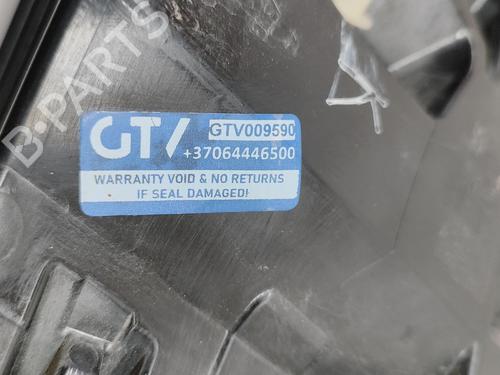 B-PARTS
GTV GTV009590
+37064446500
WARRANTY VOID & NO RETURNS
IF SEAL DAMAGED!